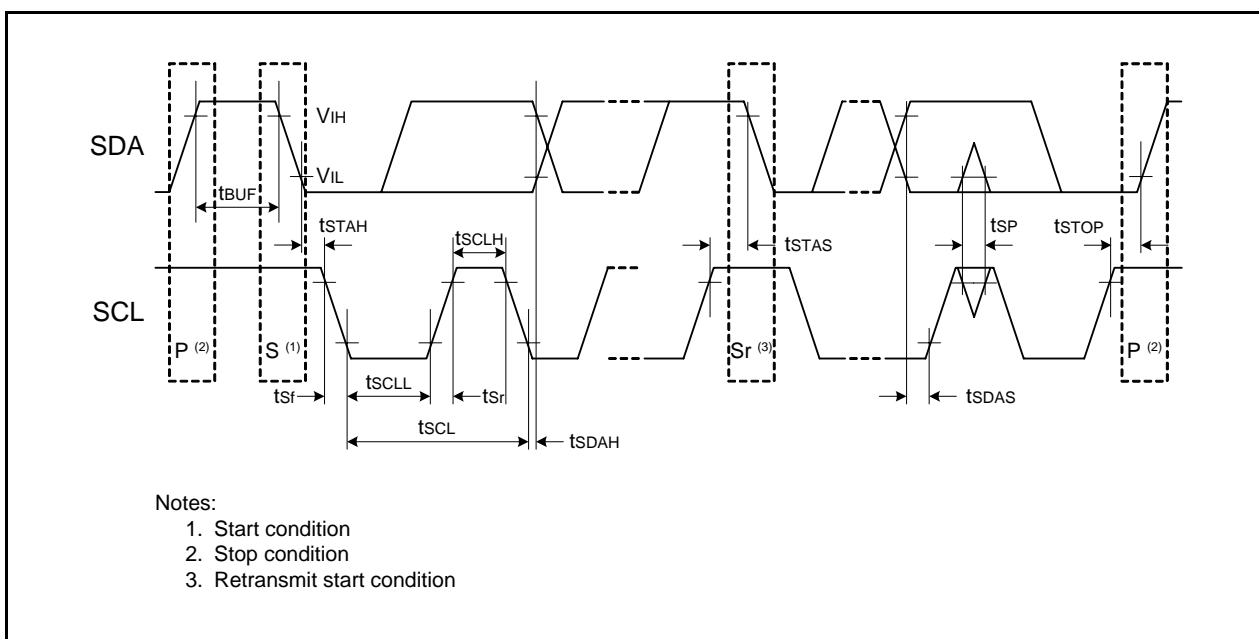 SDA
VIH
VIL
tBUF
tSTAH
tSCLH
tSTAS
tSP
tSTOP
SCL
P (2)
S (1)
Sr (3)
P (2)
tSf
tSCLL
tSr
tSDAS
tSCL
tSDAH
Notes:
1. Start condition
2. Stop condition
3. Retransmit start condition